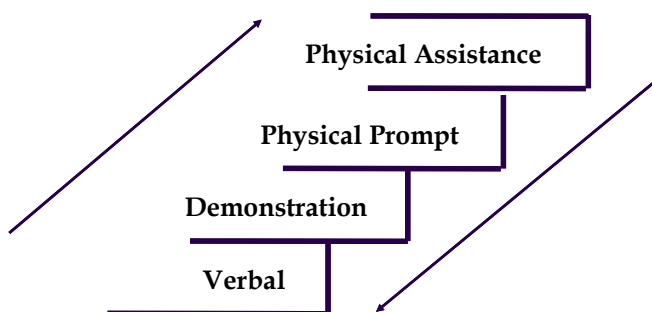 Physical Assistance
Physical Prompt
Demonstration
Verbal